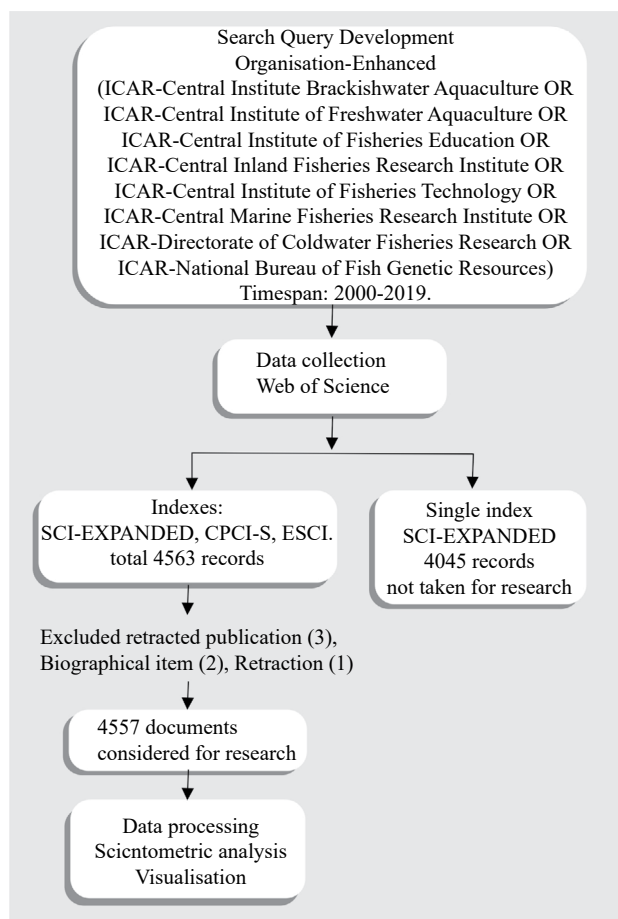 Search Query Development
Organisation-Enhanced
(ICAR-Central Institute Brackishwater Aquaculture OR
ICAR-Central Institute of Freshwater Aquaculture OR
ICAR-Central Institute of Fisheries Education OR
ICAR-Central Inland Fisheries Research Institute OR
ICAR-Central Institute of Fisheries Technology OR
ICAR-Central Marine Fisheries Research Institute OR
ICAR-Directorate of Coldwater Fisheries Research OR
ICAR-National Bureau of Fish Genetic Resources)
Timespan: 2000-2019.
Data collection
Web of Science
Indexes:
SCI-EXPANDED, CPCI-S, ESCI.
total 4563 records
Single index
SCI-EXPANDED
4045 records
not taken for research
Excluded retracted publication (3),
Biographical item (2), Retraction (1)
4557 documents
considered for research
Data processing
Scicntometric analysis
Visualisation